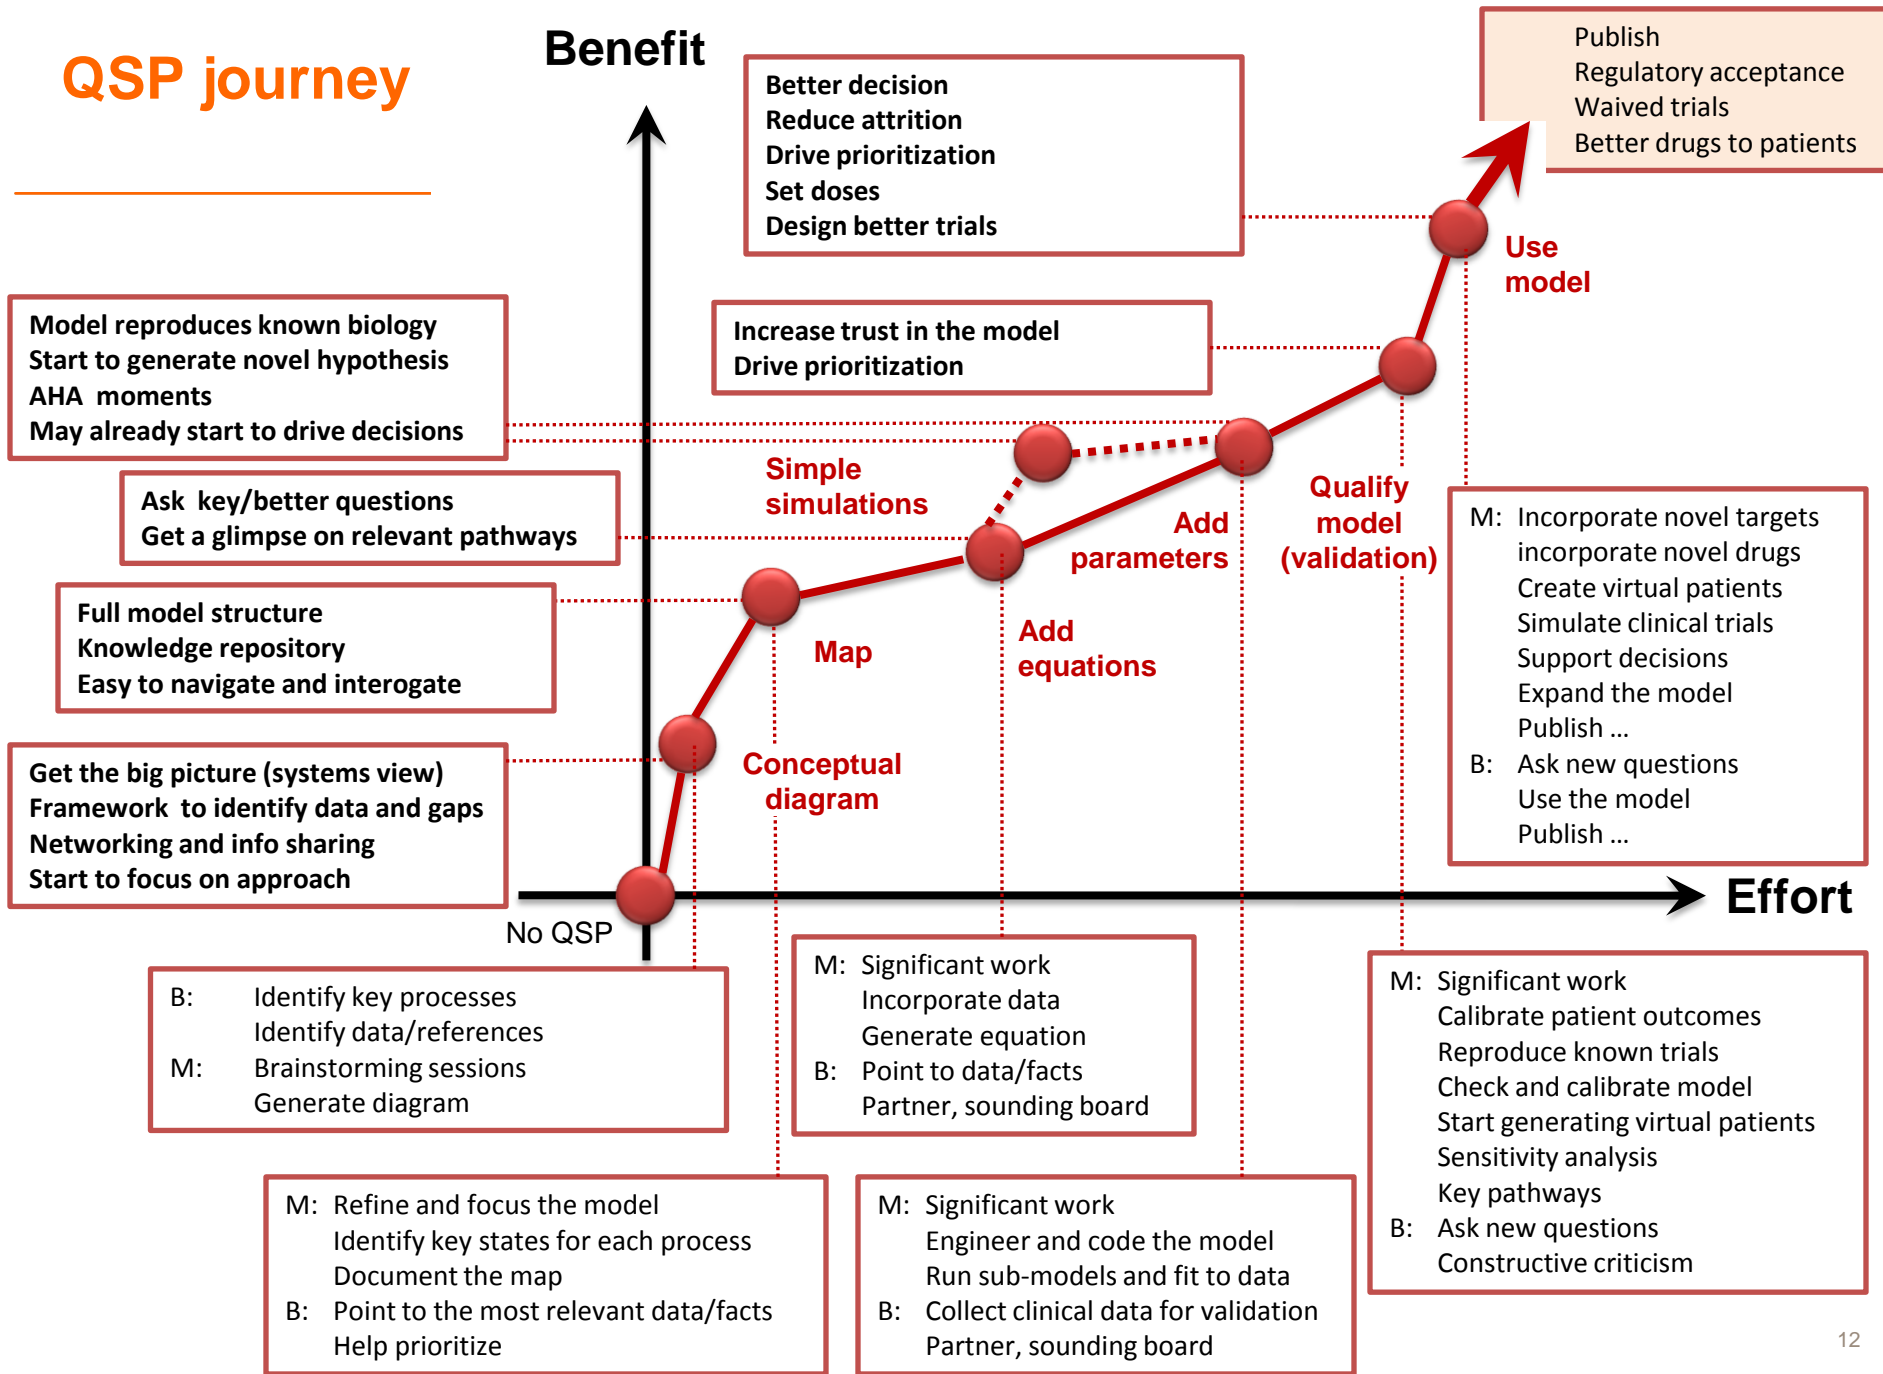 QSP journey
Benefit
Publish
Regulatory acceptance
Waived trials
Better drugs to patients
Better decision
Reduce attrition
Drive prioritization
Set doses
Design better trials
Use
model
Model reproduces known biology
Start to generate novel hypothesis
AHA moments
May already start to drive decisions
Increase trust in the model
Drive prioritization
Simple
simulations
Ask key/better questions
Get a glimpse on relevant pathways
Add
parameters
Qualify
model
(validation)
M: Incorporate novel targets
incorporate novel drugs
Create virtual patients
Simulate clinical trials
Support decisions
Expand the model
Publish ...
B: Ask new questions
Use the model
Publish ...
Full model structure
Knowledge repository
Easy to navigate and interogate
Map
Add
equations
Get the big picture (systems view)
Framework to identify data and gaps
Networking and info sharing
Start to focus on approach
Conceptual
diagram
Effort
No QSP
B: Identify key processes
Identify data/references
M: Brainstorming sessions
Generate diagram
M: Significant work
Incorporate data
Generate equation
B: Point to data/facts
Partner, sounding board
M: Significant work
Calibrate patient outcomes
Reproduce known trials
Check and calibrate model
Start generating virtual patients
Sensitivity analysis
Key pathways
B: Ask new questions
Constructive criticism
M: Refine and focus the model
Identify key states for each process
Document the map
B: Point to the most relevant data/facts
Help prioritize
M: Significant work
Engineer and code the model
Run sub-models and fit to data
B: Collect clinical data for validation
Partner, sounding board
12